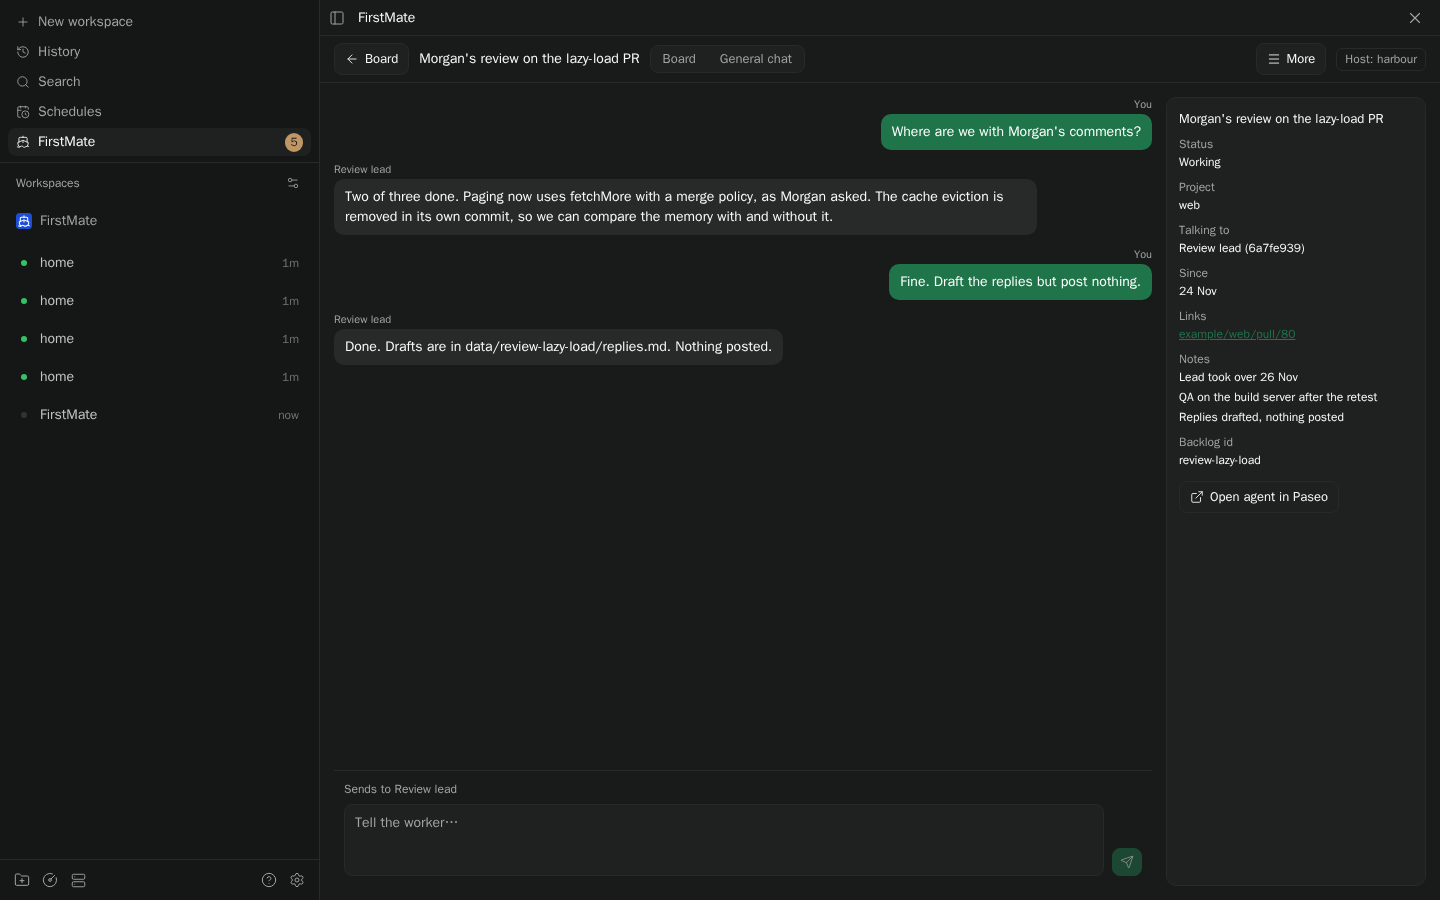 New workspace
History
Search
Schedules
FirstMate
5
Workspaces
FirstMate
home
1m
home
1m
home
1m
home
1m
FirstMate
now
FirstMate
Board
Morgan's review on the lazy-load PR
Board
General chat
More
Host: harbour
You
Where are we with Morgan's comments?
Review lead
Two of three done. Paging now uses fetchMore with a merge policy, as Morgan asked. The cache eviction is
removed in its own commit, so we can compare the memory with and without it.
You
Fine. Draft the replies but post nothing.
Review lead
Done. Drafts are in data/review-lazy-load/replies.md. Nothing posted.
Sends to Review lead
Tell the worker⋯
Morgan's review on the lazy-load PR
Status
Working
Project
web
Talking to
Review lead (6a7fe939)
Since
24 Nov
Links
example/web/pull/80
Notes
Lead took over 26 Nov
QA on the build server after the retest
Replies drafted, nothing posted
Backlog id
review-lazy-load
Open agent in Paseo